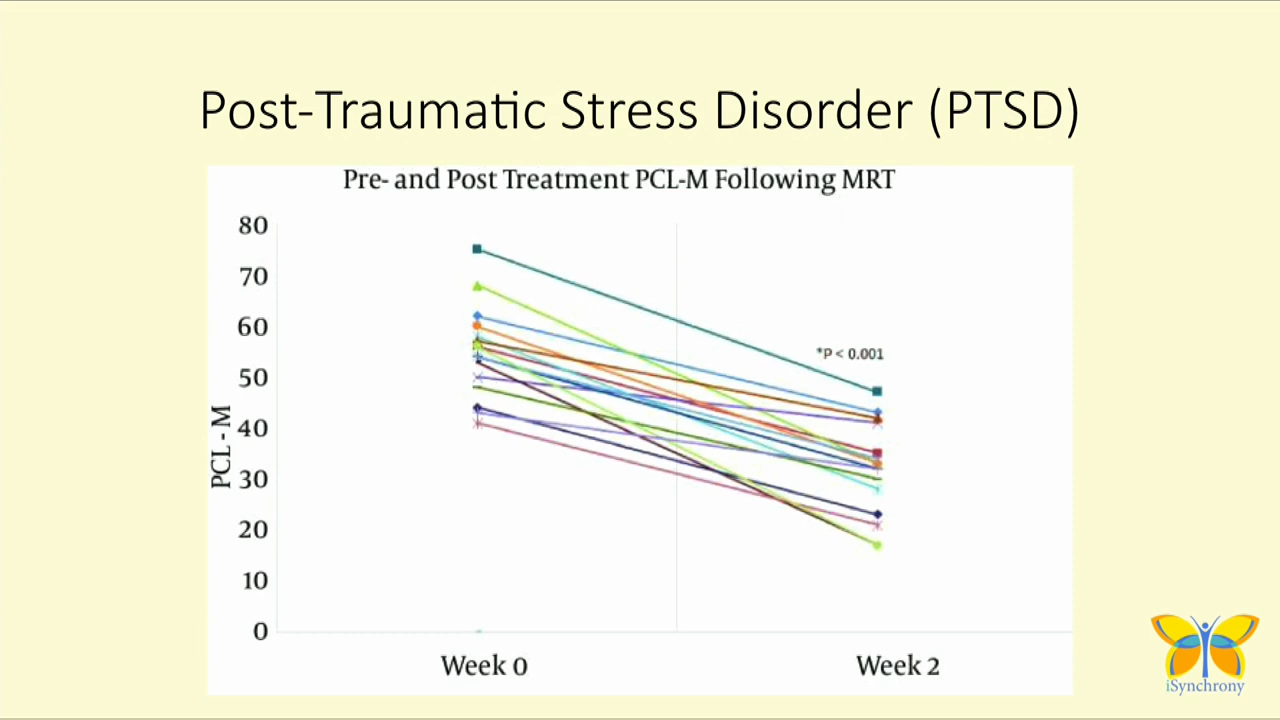 Post-Traumatic Stress Disorder (PTSD)
Pre- and Post Treatment PCL-M Following MRT
80
70
60
*P < 0.001
50
PCL - M
40
30
20
10
0
Week 0
Week 2
iSynchrony